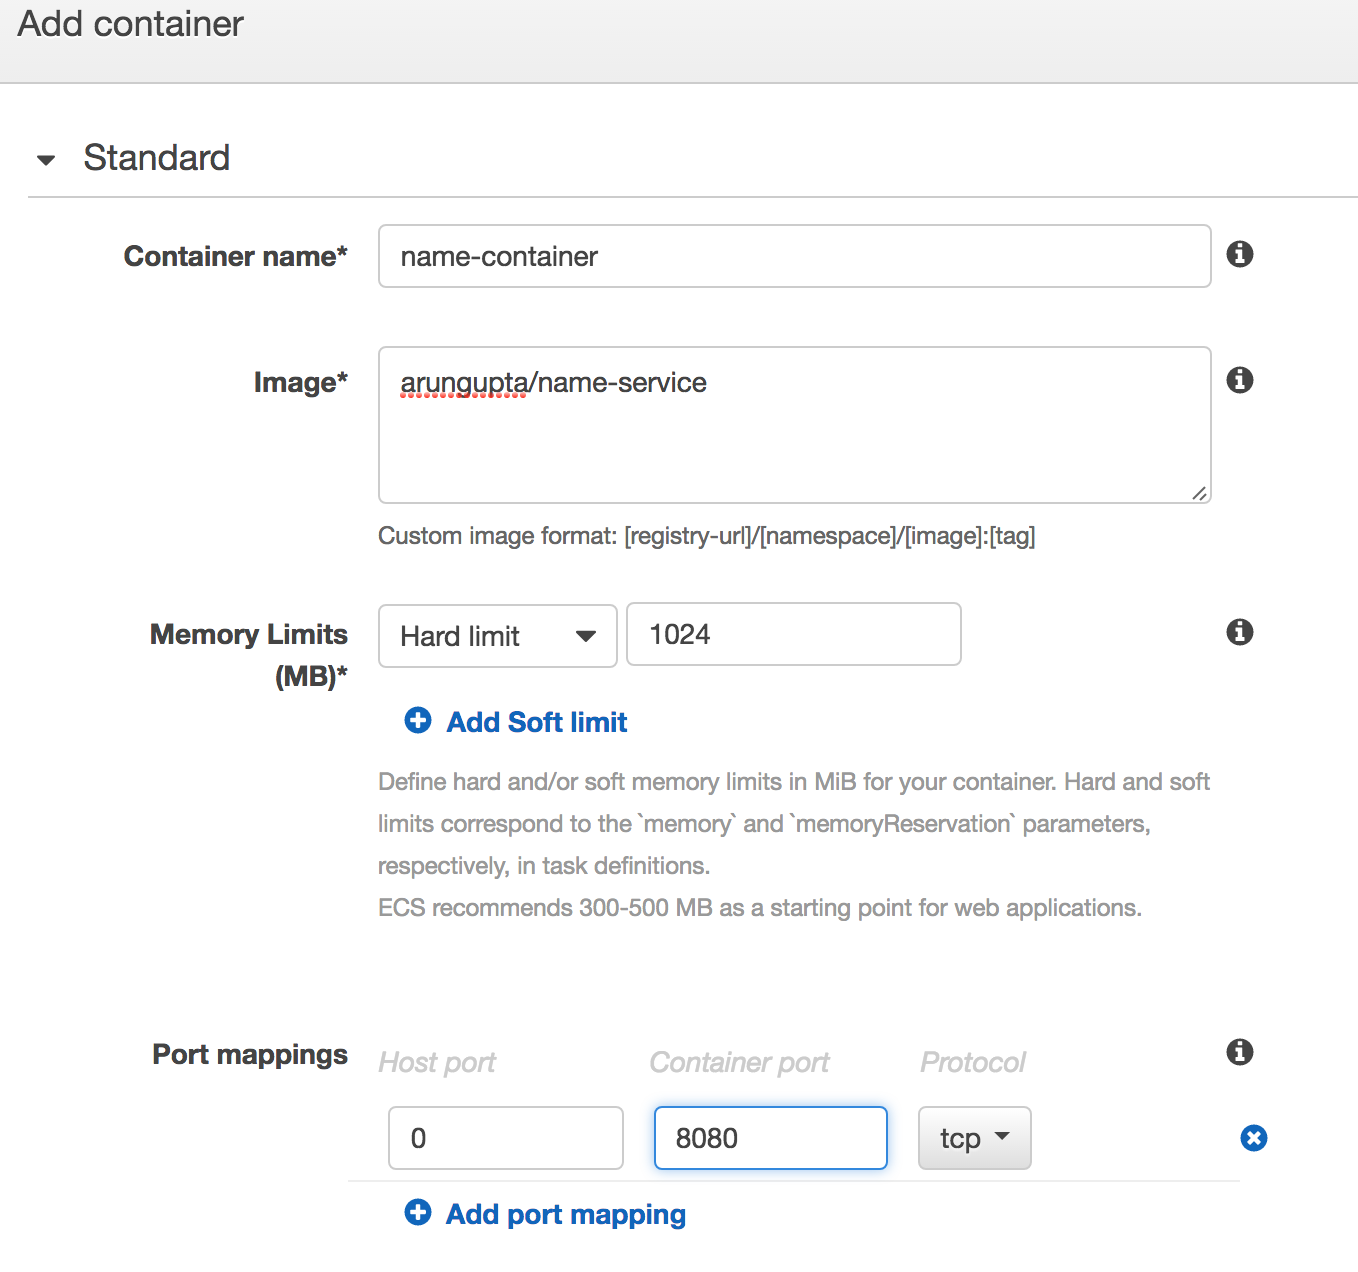 Add container
Standard
Container name*
name-container
Image*
arungupta/name-service
Custom image format: [registry-url]/[namespace]/[image]:[tag]
Memory Limits
(MB)*
Hard limit
1024
Add Soft limit
Define hard and/or soft memory limits in MiB for your container. Hard and soft
limits correspond to the `memory` and `memoryReservation` parameters,
respectively, in task definitions.
ECS recommends 300-500 MB as a starting point for web applications.
Port mappings
Host port
Container port
Protocol
0
8080
tcp
Add port mapping